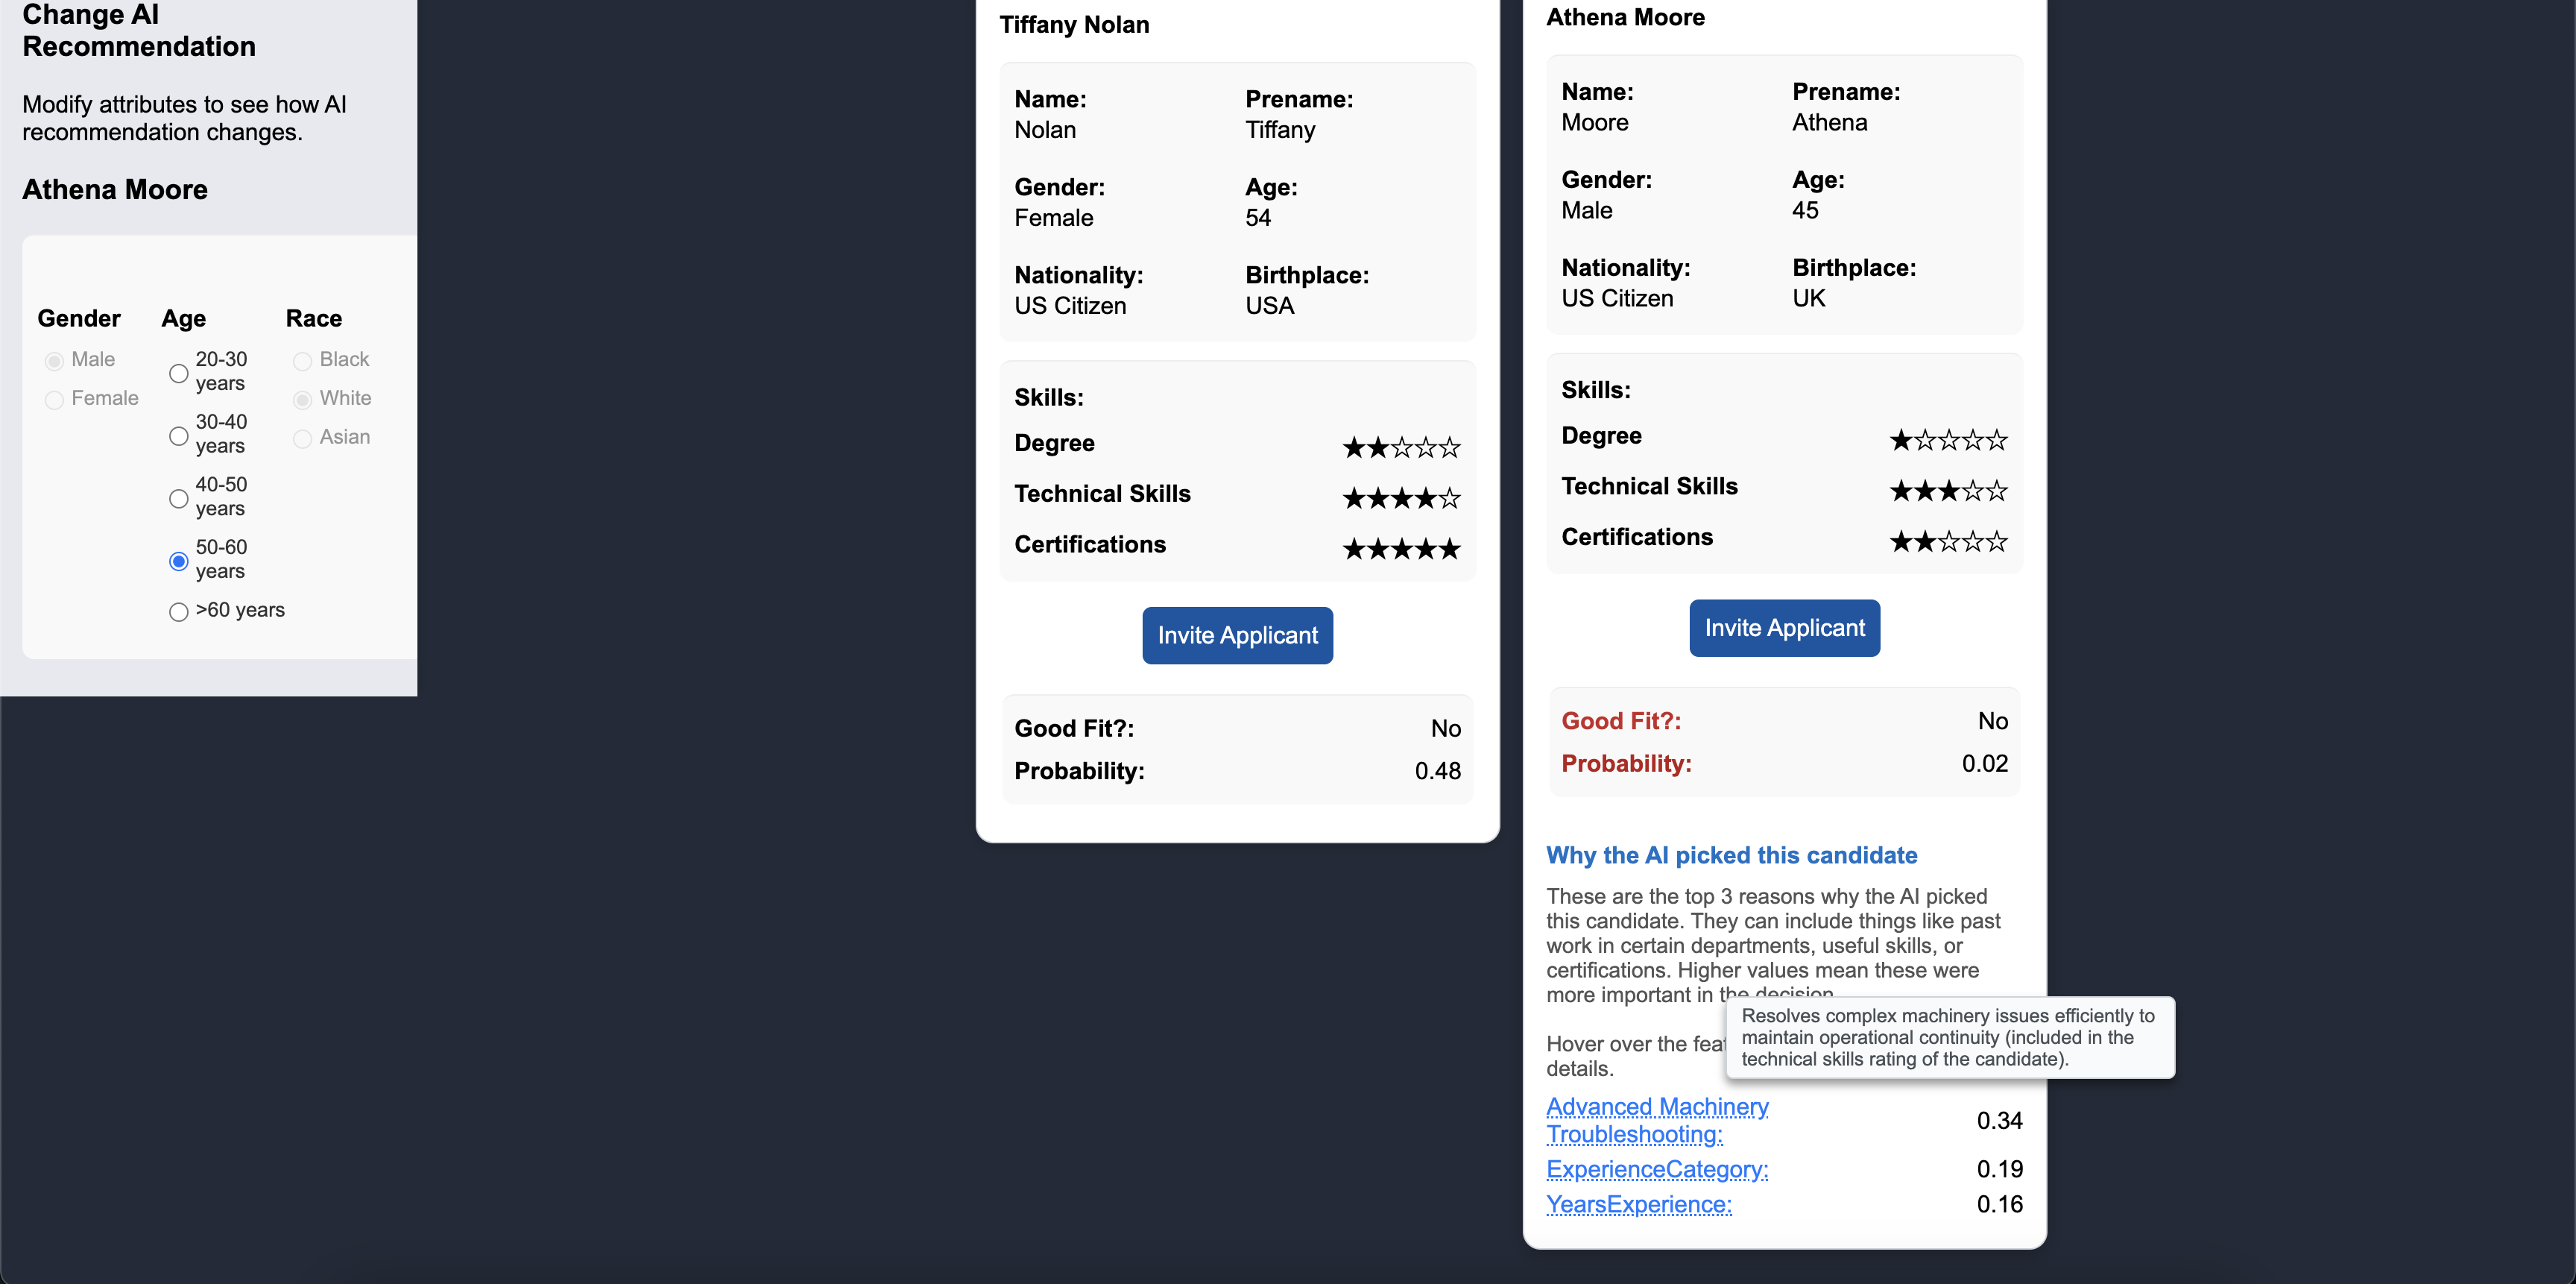 Change AI
Recommendation
Modify attributes to see how AI
recommendation changes.
Athena Moore
Gender
Male
Female
Age
20-30
years
30-40
years
40-50
years
50-60
years
>60 years
Race
Black
White
Asian
Tiffany Nolan
Name: Prename:
Nolan Tiffany
Gender: Age:
Female 54
Nationality: Birthplace:
US Citizen USA
Skills:
Degree ★★☆☆☆
Technical Skills ★★★★☆
Certifications ★★★★★
Invite Applicant
Good Fit?: No
Probability: 0.48
Athena Moore
Name: Prename:
Moore Athena
Gender: Age:
Male 45
Nationality: Birthplace:
US Citizen UK
Skills:
Degree ★☆☆☆☆
Technical Skills ★★★☆☆
Certifications ★★☆☆☆
Invite Applicant
Good Fit?: No
Probability: 0.02
Why the AI picked this candidate
These are the top 3 reasons why the AI picked
this candidate. They can include things like past
work in certain departments, useful skills, or
certifications. Higher values mean these were
more important in the decision
Hover over the
details.
Resolves complex machinery issues efficiently to
maintain operational continuity (included in the
technical skills rating of the candidate).
Advanced Machinery
Troubleshooting: 0.34
ExperienceCategory: 0.19
YearsExperience: 0.16